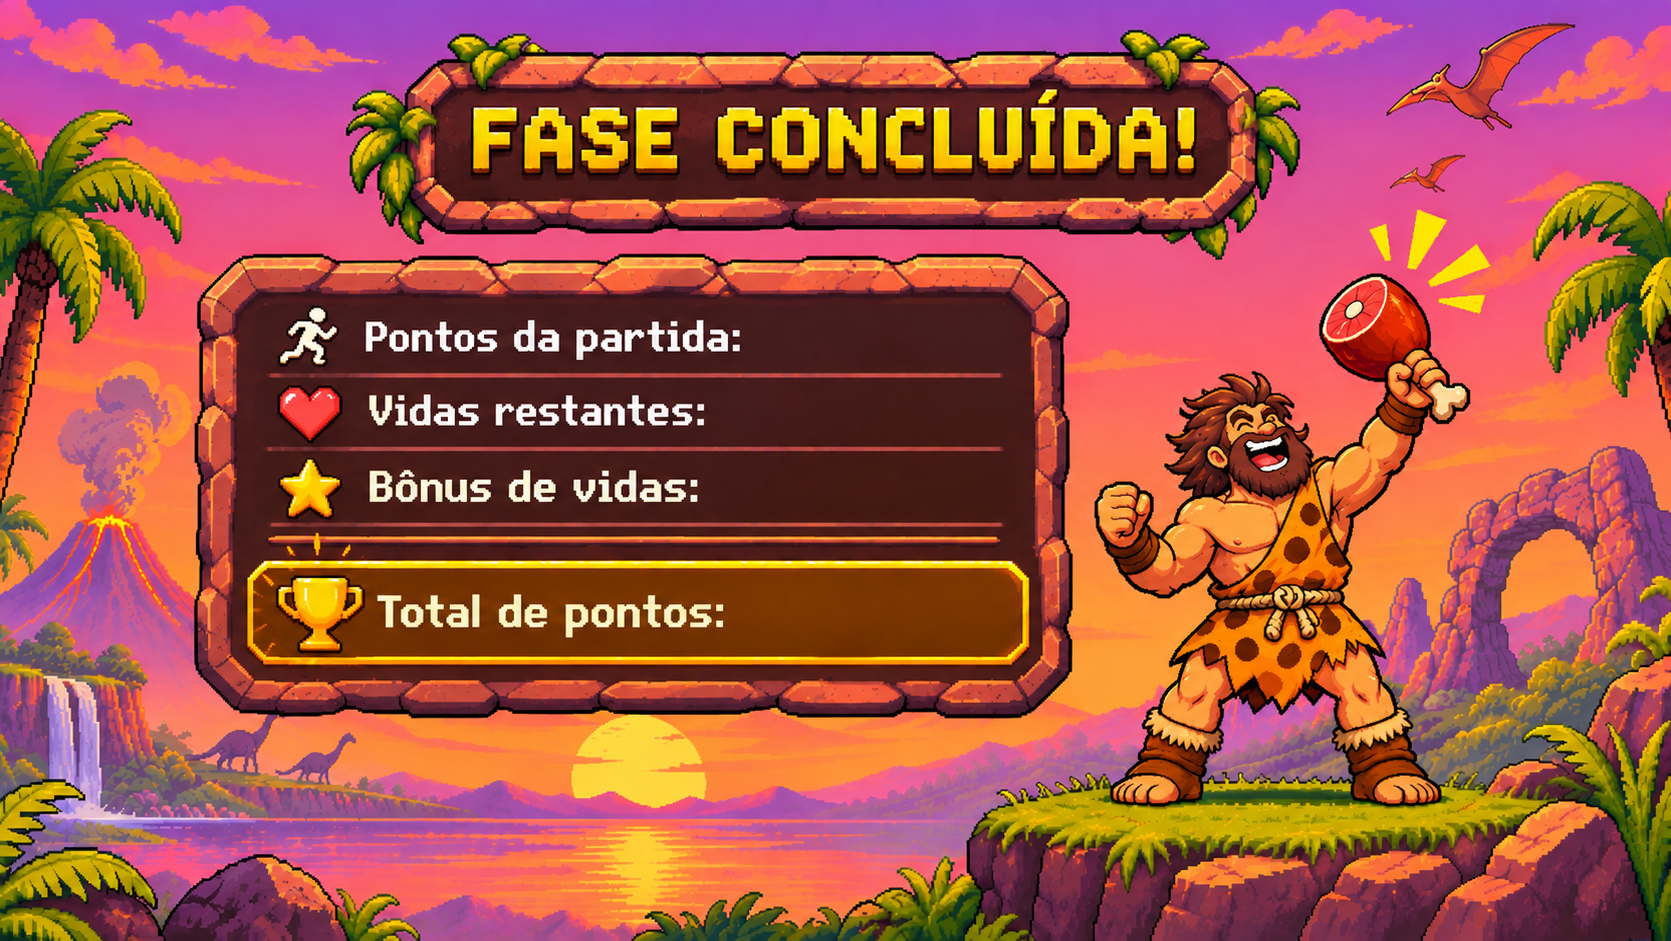 FASE CONCLUÍDA!
Pontos da partida:
Vidas restantes:
Bônus de vidas:
Total de pontos: